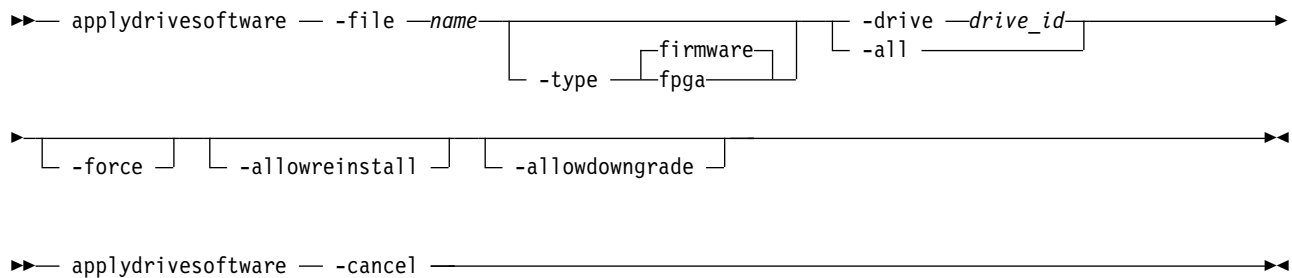 applydrivesoftware -file name -drive drive_id
-all
firmware
-type fpga
-force -allowreinstall -allowdowngrade
applydrivesoftware -cancel